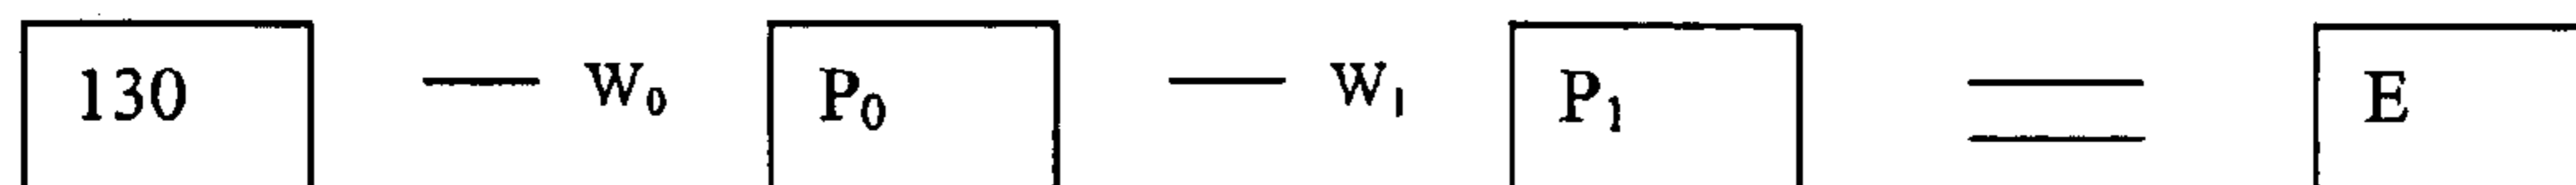 130 — W₀ P₀ — W₁ P₁ = E